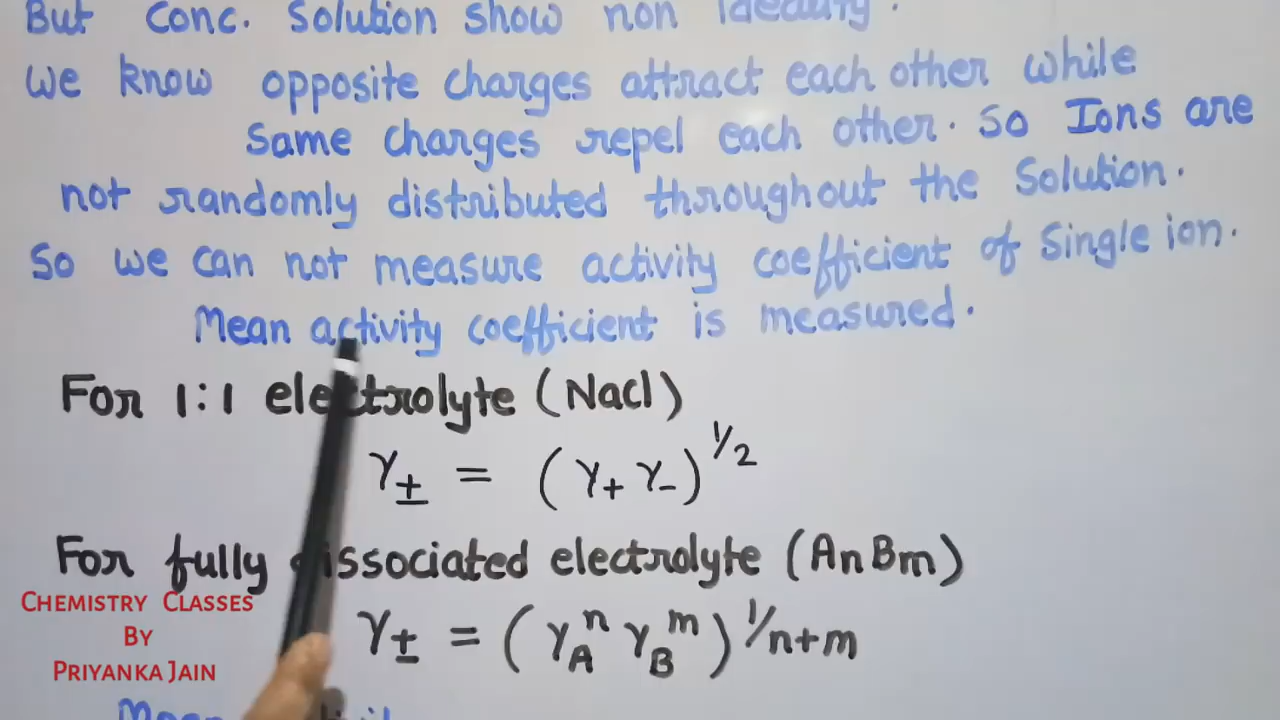 But Conc. Solution show non ideality.
We know opposite charges attract each other while
Same charges repel each other. So Ions are
not randomly distributed throughout the Solution.
So we can not measure activity coefficient of Single ion.
Mean activity coefficient is measured.
For 1:1 electrolyte (Nacl)
γ± = (γ+ γ-)^1/2
For fully dissociated electrolyte (AnBm)
γ± = (γA^n γB^m)^1/n+m
CHEMISTRY CLASSES
BY
PRIYANKA JAIN
Mean